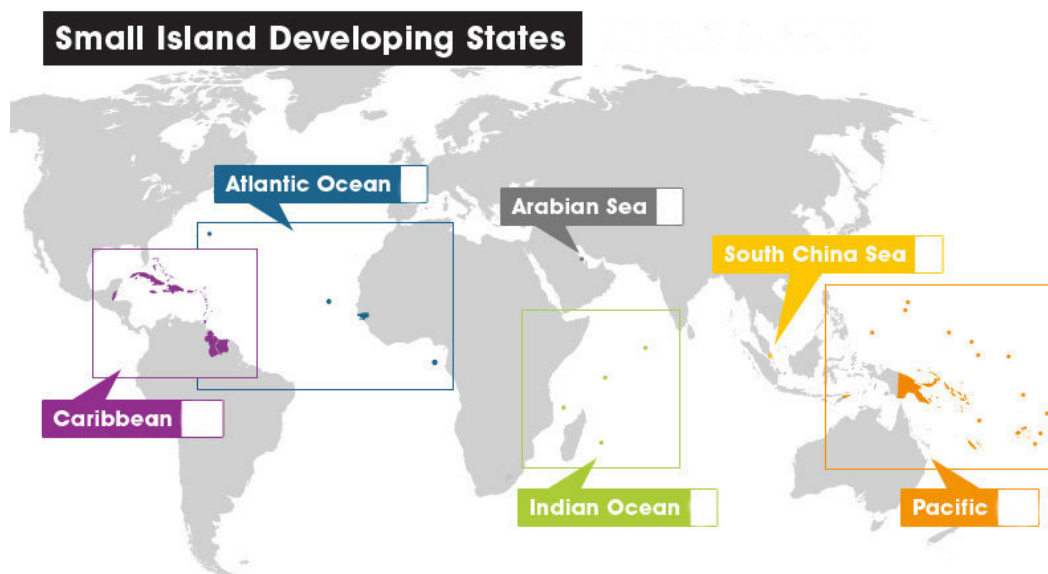 Small Island Developing States
Atlantic Ocean
Arabian Sea
South China Sea
Caribbean
Indian Ocean
Pacific